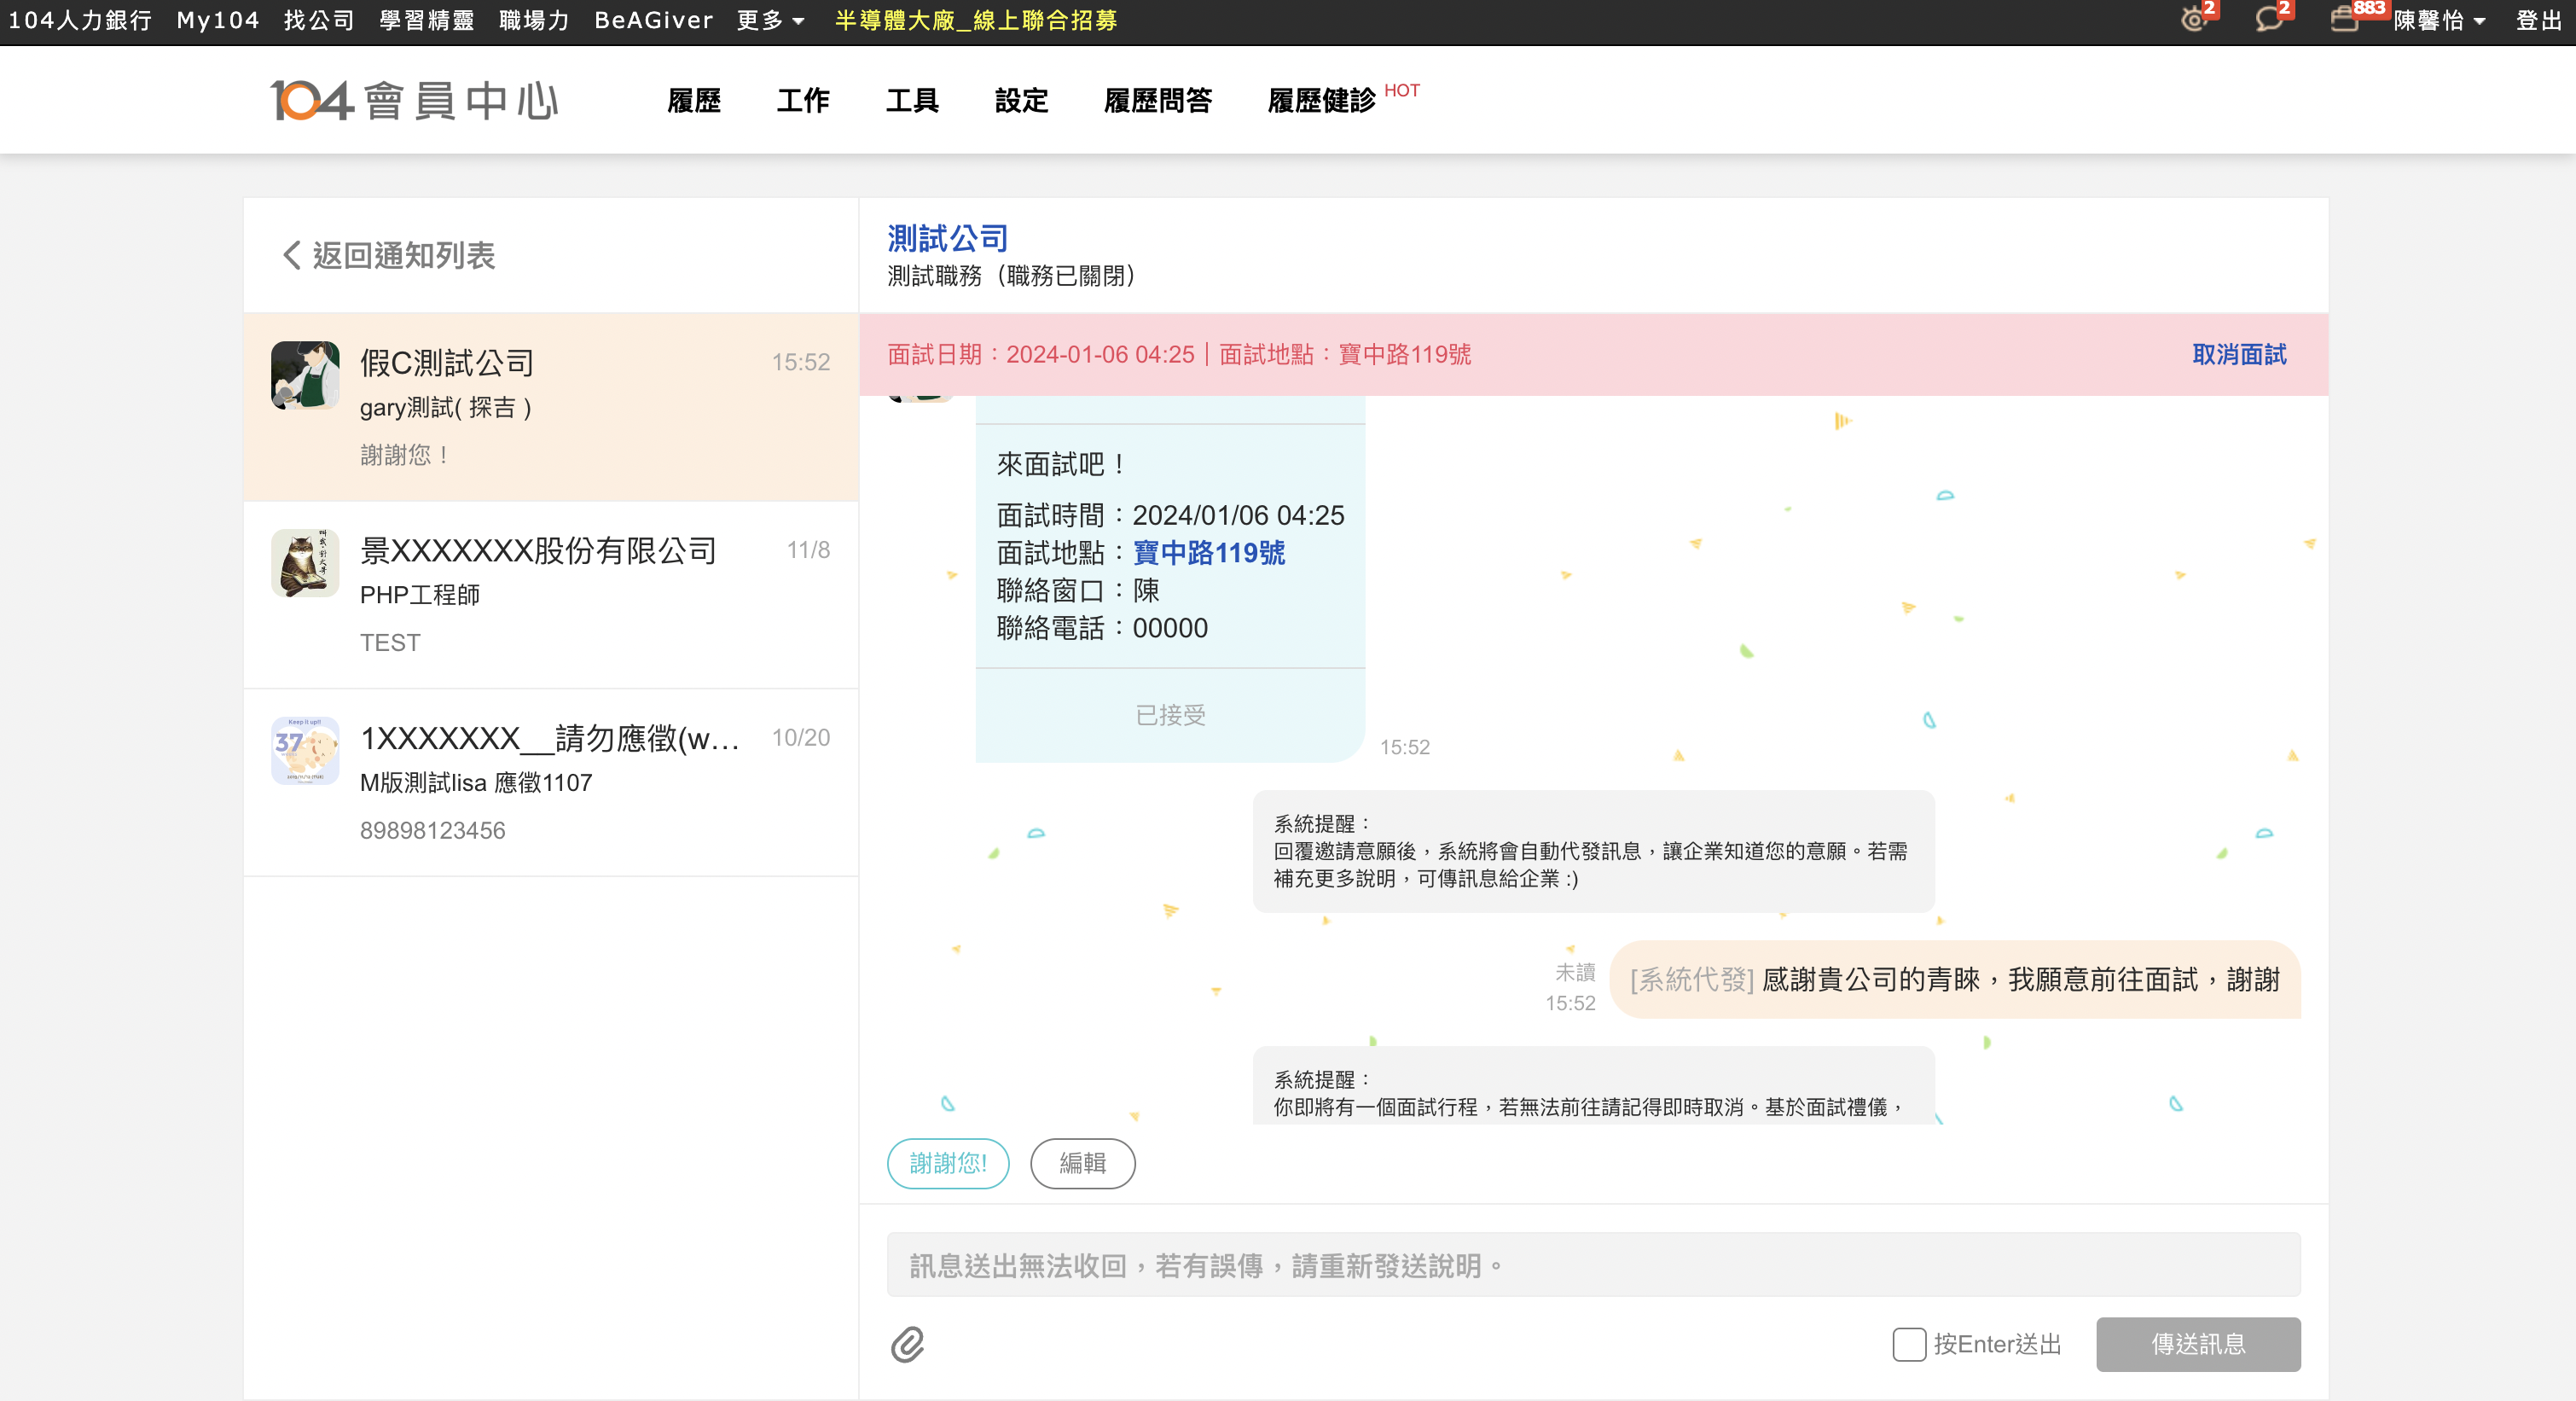 104人力銀行 My104 找公司 學習精靈 職場力 BeAGiver 更多 半導體大廠_線上聯合招募 2 2 883 陳馨怡 登出
104會員中心 履歷 工作 工具 設定 履歷問答 履歷健診 HOT
返回通知列表
假C測試公司 15:52
gary測試( 探吉 )
謝謝您！
景XXXXXXX股份有限公司 11/8
PHP工程師
TEST
Keep it up!!
37
1XXXXXXX__請勿應徵(w... 10/20
M版測試lisa 應徵1107
89898123456
測試公司
測試職務（職務已關閉）
面試日期：2024-01-06 04:25｜面試地點：寶中路119號 取消面試
來面試吧！
面試時間：2024/01/06 04:25
面試地點：寶中路119號
聯絡窗口：陳
聯絡電話：00000
已接受
15:52
系統提醒：
回覆邀請意願後，系統將會自動代發訊息，讓企業知道您的意願。若需
補充更多說明，可傳訊息給企業 :)
未讀
15:52
[系統代發] 感謝貴公司的青睞，我願意前往面試，謝謝
系統提醒：
你即將有一個面試行程，若無法前往請記得即時取消。基於面試禮儀，
謝謝您! 編輯
訊息送出無法收回，若有誤傳，請重新發送說明。
按Enter送出 傳送訊息